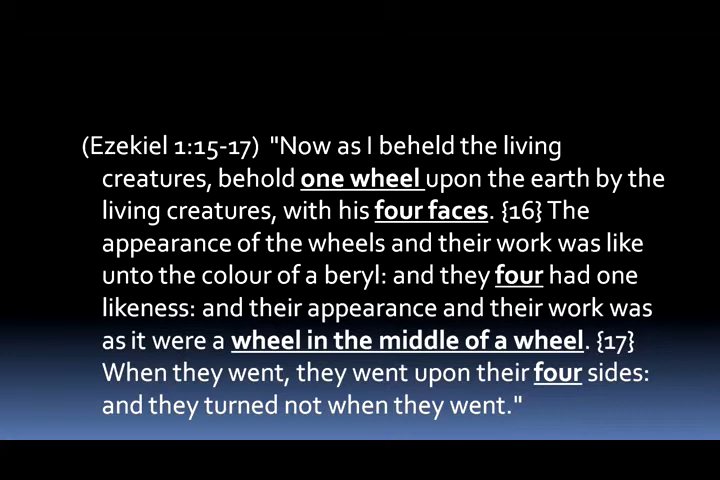 (Ezekiel 1:15-17)  "Now as I beheld the living
creatures, behold one wheel upon the earth by the
living creatures, with his four faces. {16} The
appearance of the wheels and their work was like
unto the colour of a beryl: and they four had one
likeness: and their appearance and their work was
as it were a wheel in the middle of a wheel. {17}
When they went, they went upon their four sides:
and they turned not when they went."